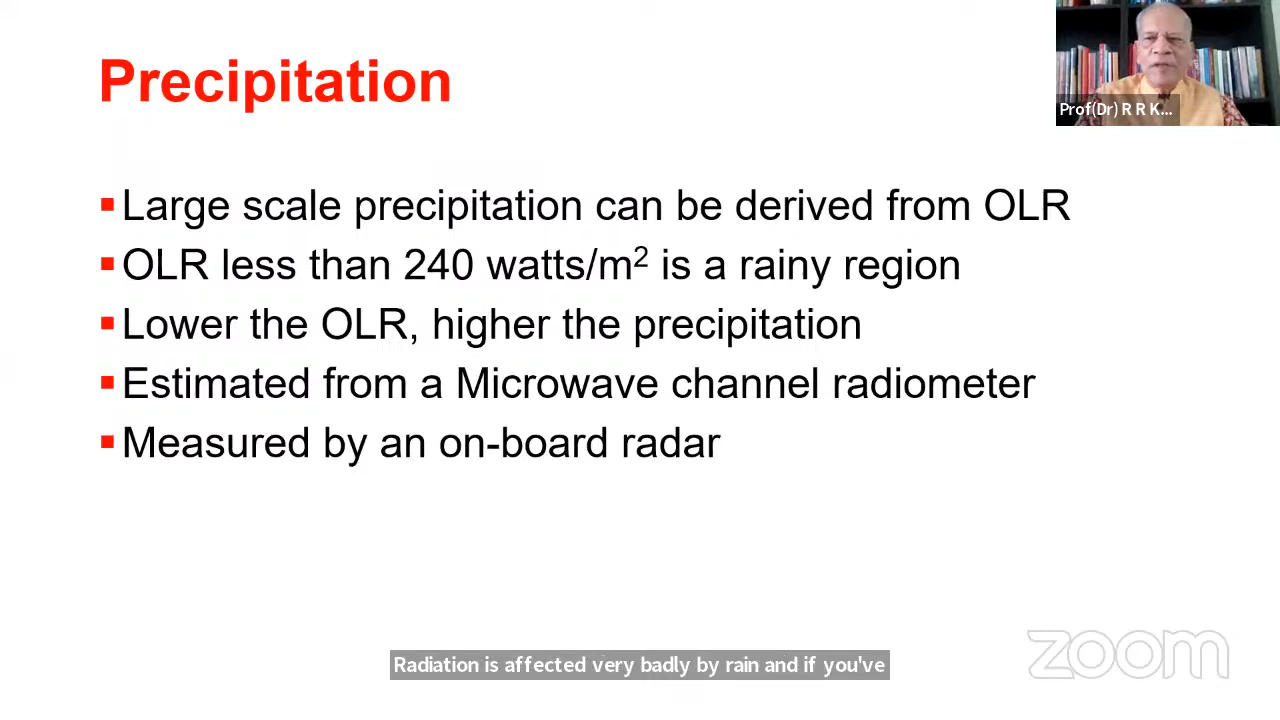 Precipitation
Prof(Dr) R R K...
▪Large scale precipitation can be derived from OLR
▪OLR less than 240 watts/m² is a rainy region
▪Lower the OLR, higher the precipitation
▪Estimated from a Microwave channel radiometer
▪Measured by an on-board radar
Radiation is affected very badly by rain and if you've
zoom